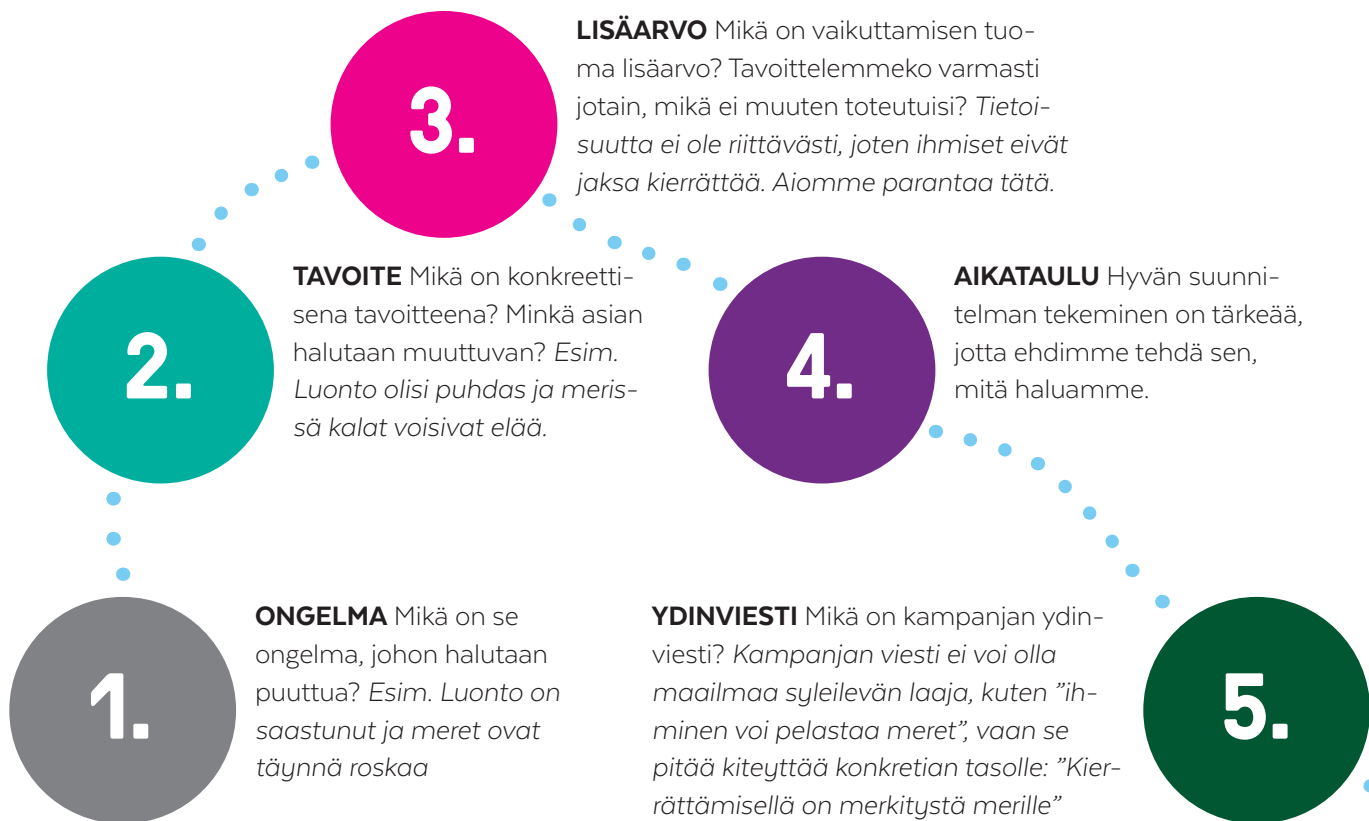 1.
ONGELMA Mikä on se
ongelma, johon halutaan
puuttua? Esim. Luonto on
saastunut ja meret ovat
täynnä roskaa
2.
TAVOITE Mikä on konkreetti-
sena tavoitteena? Minkä asian
halutaan muuttuvan? Esim.
Luonto olisi puhdas ja meris-
sä kalat voisivat elää.
3.
LISÄARVO Mikä on vaikuttamisen tuo-
ma lisäarvo? Tavoittelemmeko varmasti
jotain, mikä ei muuten toteutuisi? Tietoi-
suutta ei ole riittävästi, joten ihmiset eivät
jaksa kierrättää. Aiomme parantaa tätä.
4.
AIKATAULU Hyvän suunni-
telman tekeminen on tärkeää,
jotta ehdimme tehdä sen,
mitä haluamme.
5.
YDINVIESTI Mikä on kampanjan ydin-
viesti? Kampanjan viesti ei voi olla
maailmaa syleilevän laaja, kuten ”ih-
minen voi pelastaa meret”, vaan se
pitää kiteyttää konkretian tasolle: ”Kier-
rättämisellä on merkitystä merille”